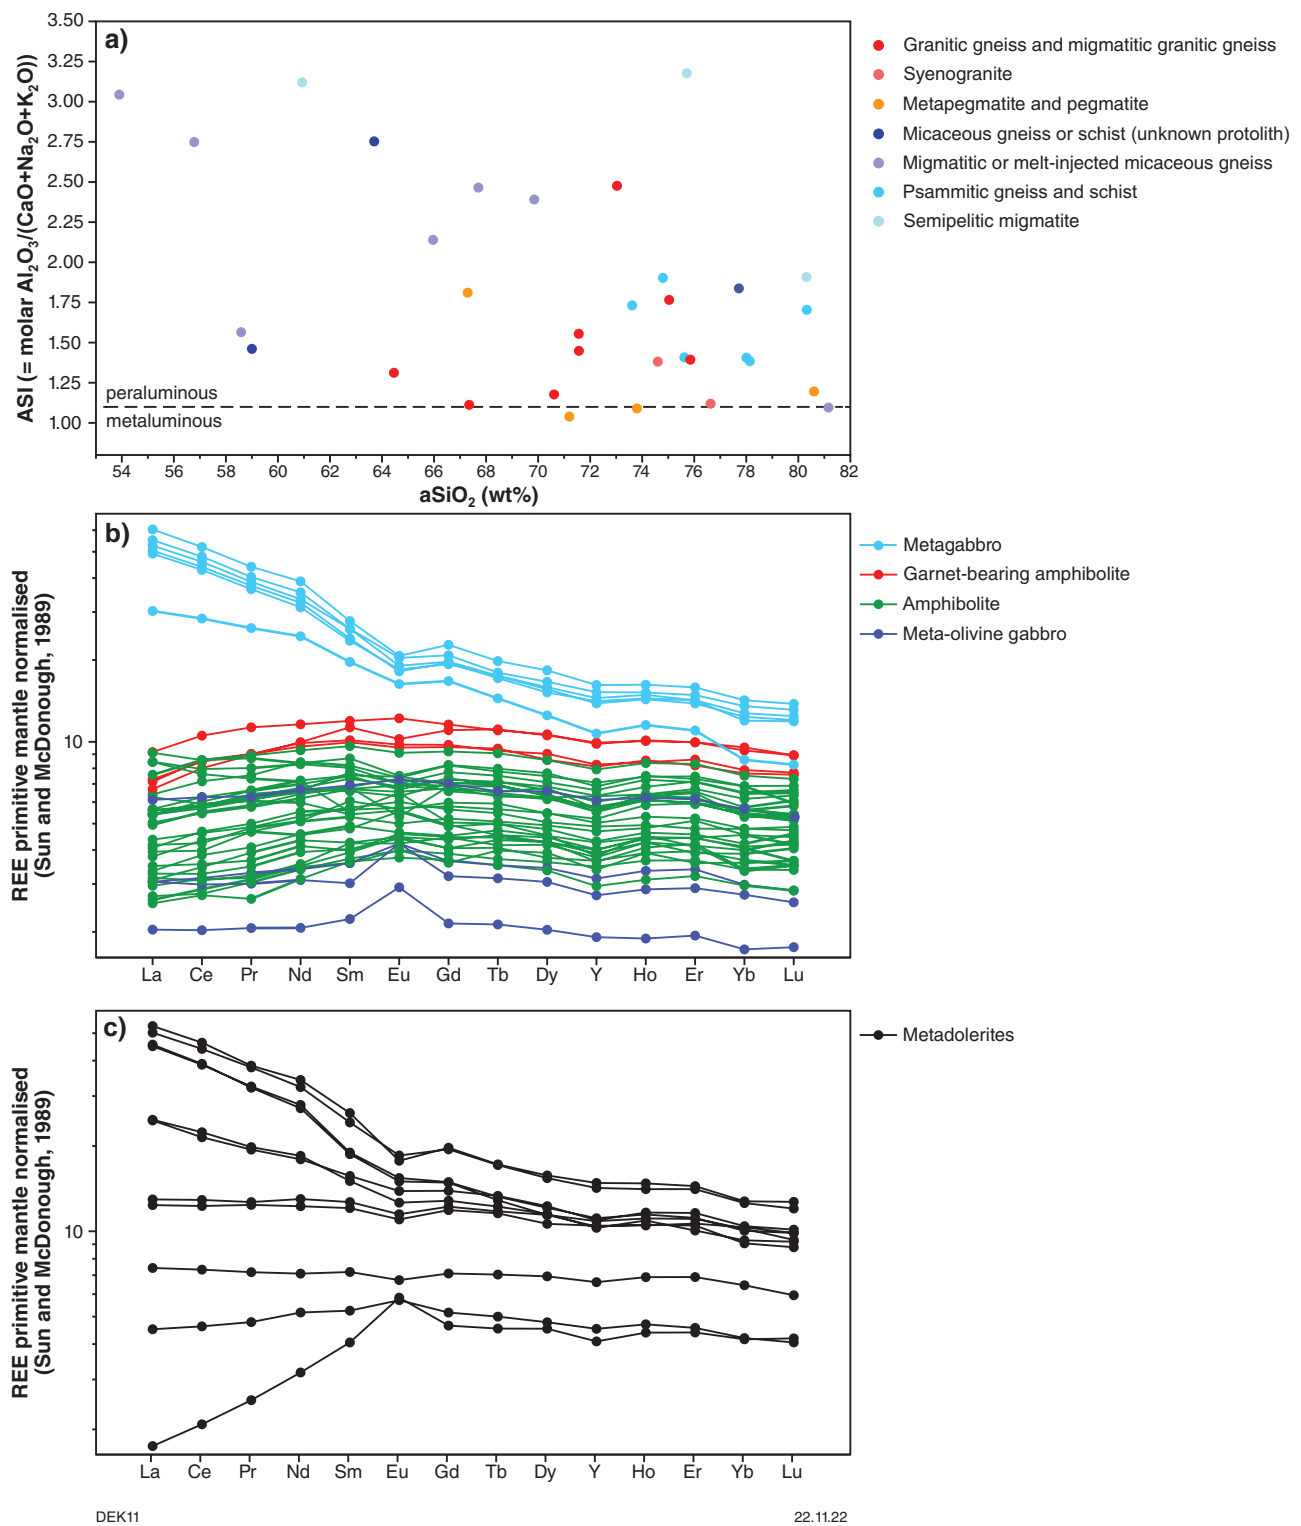 a)
3.50
3.25
3.00
2.75
2.50
2.25
2.00
1.75
1.50
1.25
1.00
ASI (= molar Al₂O₃/(CaO+Na₂O+K₂O))
peraluminous
metaluminous
54 56 58 60 62 64 66 68 70 72 74 76 78 80 82
aSiO₂ (wt%)
Granitic gneiss and migmatitic granitic gneiss
Syenogranite
Metapegmatite and pegmatite
Micaceous gneiss or schist (unknown protolith)
Migmatitic or melt-injected micaceous gneiss
Psammitic gneiss and schist
Semipelitic migmatite
b)
REE primitive mantle normalised
(Sun and McDonough, 1989)
10
La Ce Pr Nd Sm Eu Gd Tb Dy Y Ho Er Yb Lu
Metagabbro
Garnet-bearing amphibolite
Amphibolite
Meta-olivine gabbro
c)
REE primitive mantle normalised
(Sun and McDonough, 1989)
10
La Ce Pr Nd Sm Eu Gd Tb Dy Y Ho Er Yb Lu
Metadolerites
DEK11
22.11.22